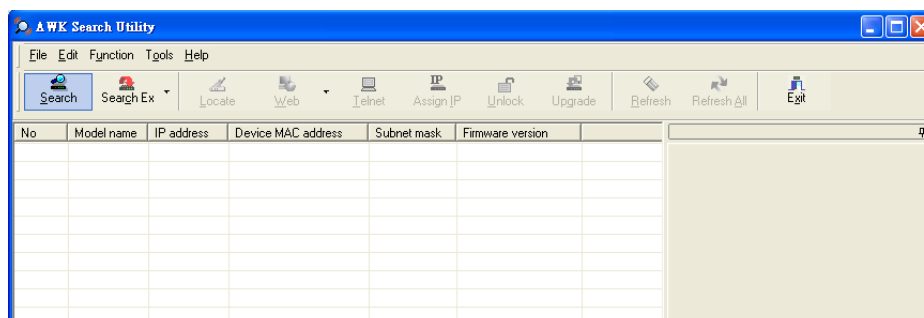 AWK Search Utility
File Edit Function Tools Help
Search Search Ex Locate Web Telnet Assign IP Unlock Upgrade Refresh Refresh All Exit
No Model name IP address Device MAC address Subnet mask Firmware version